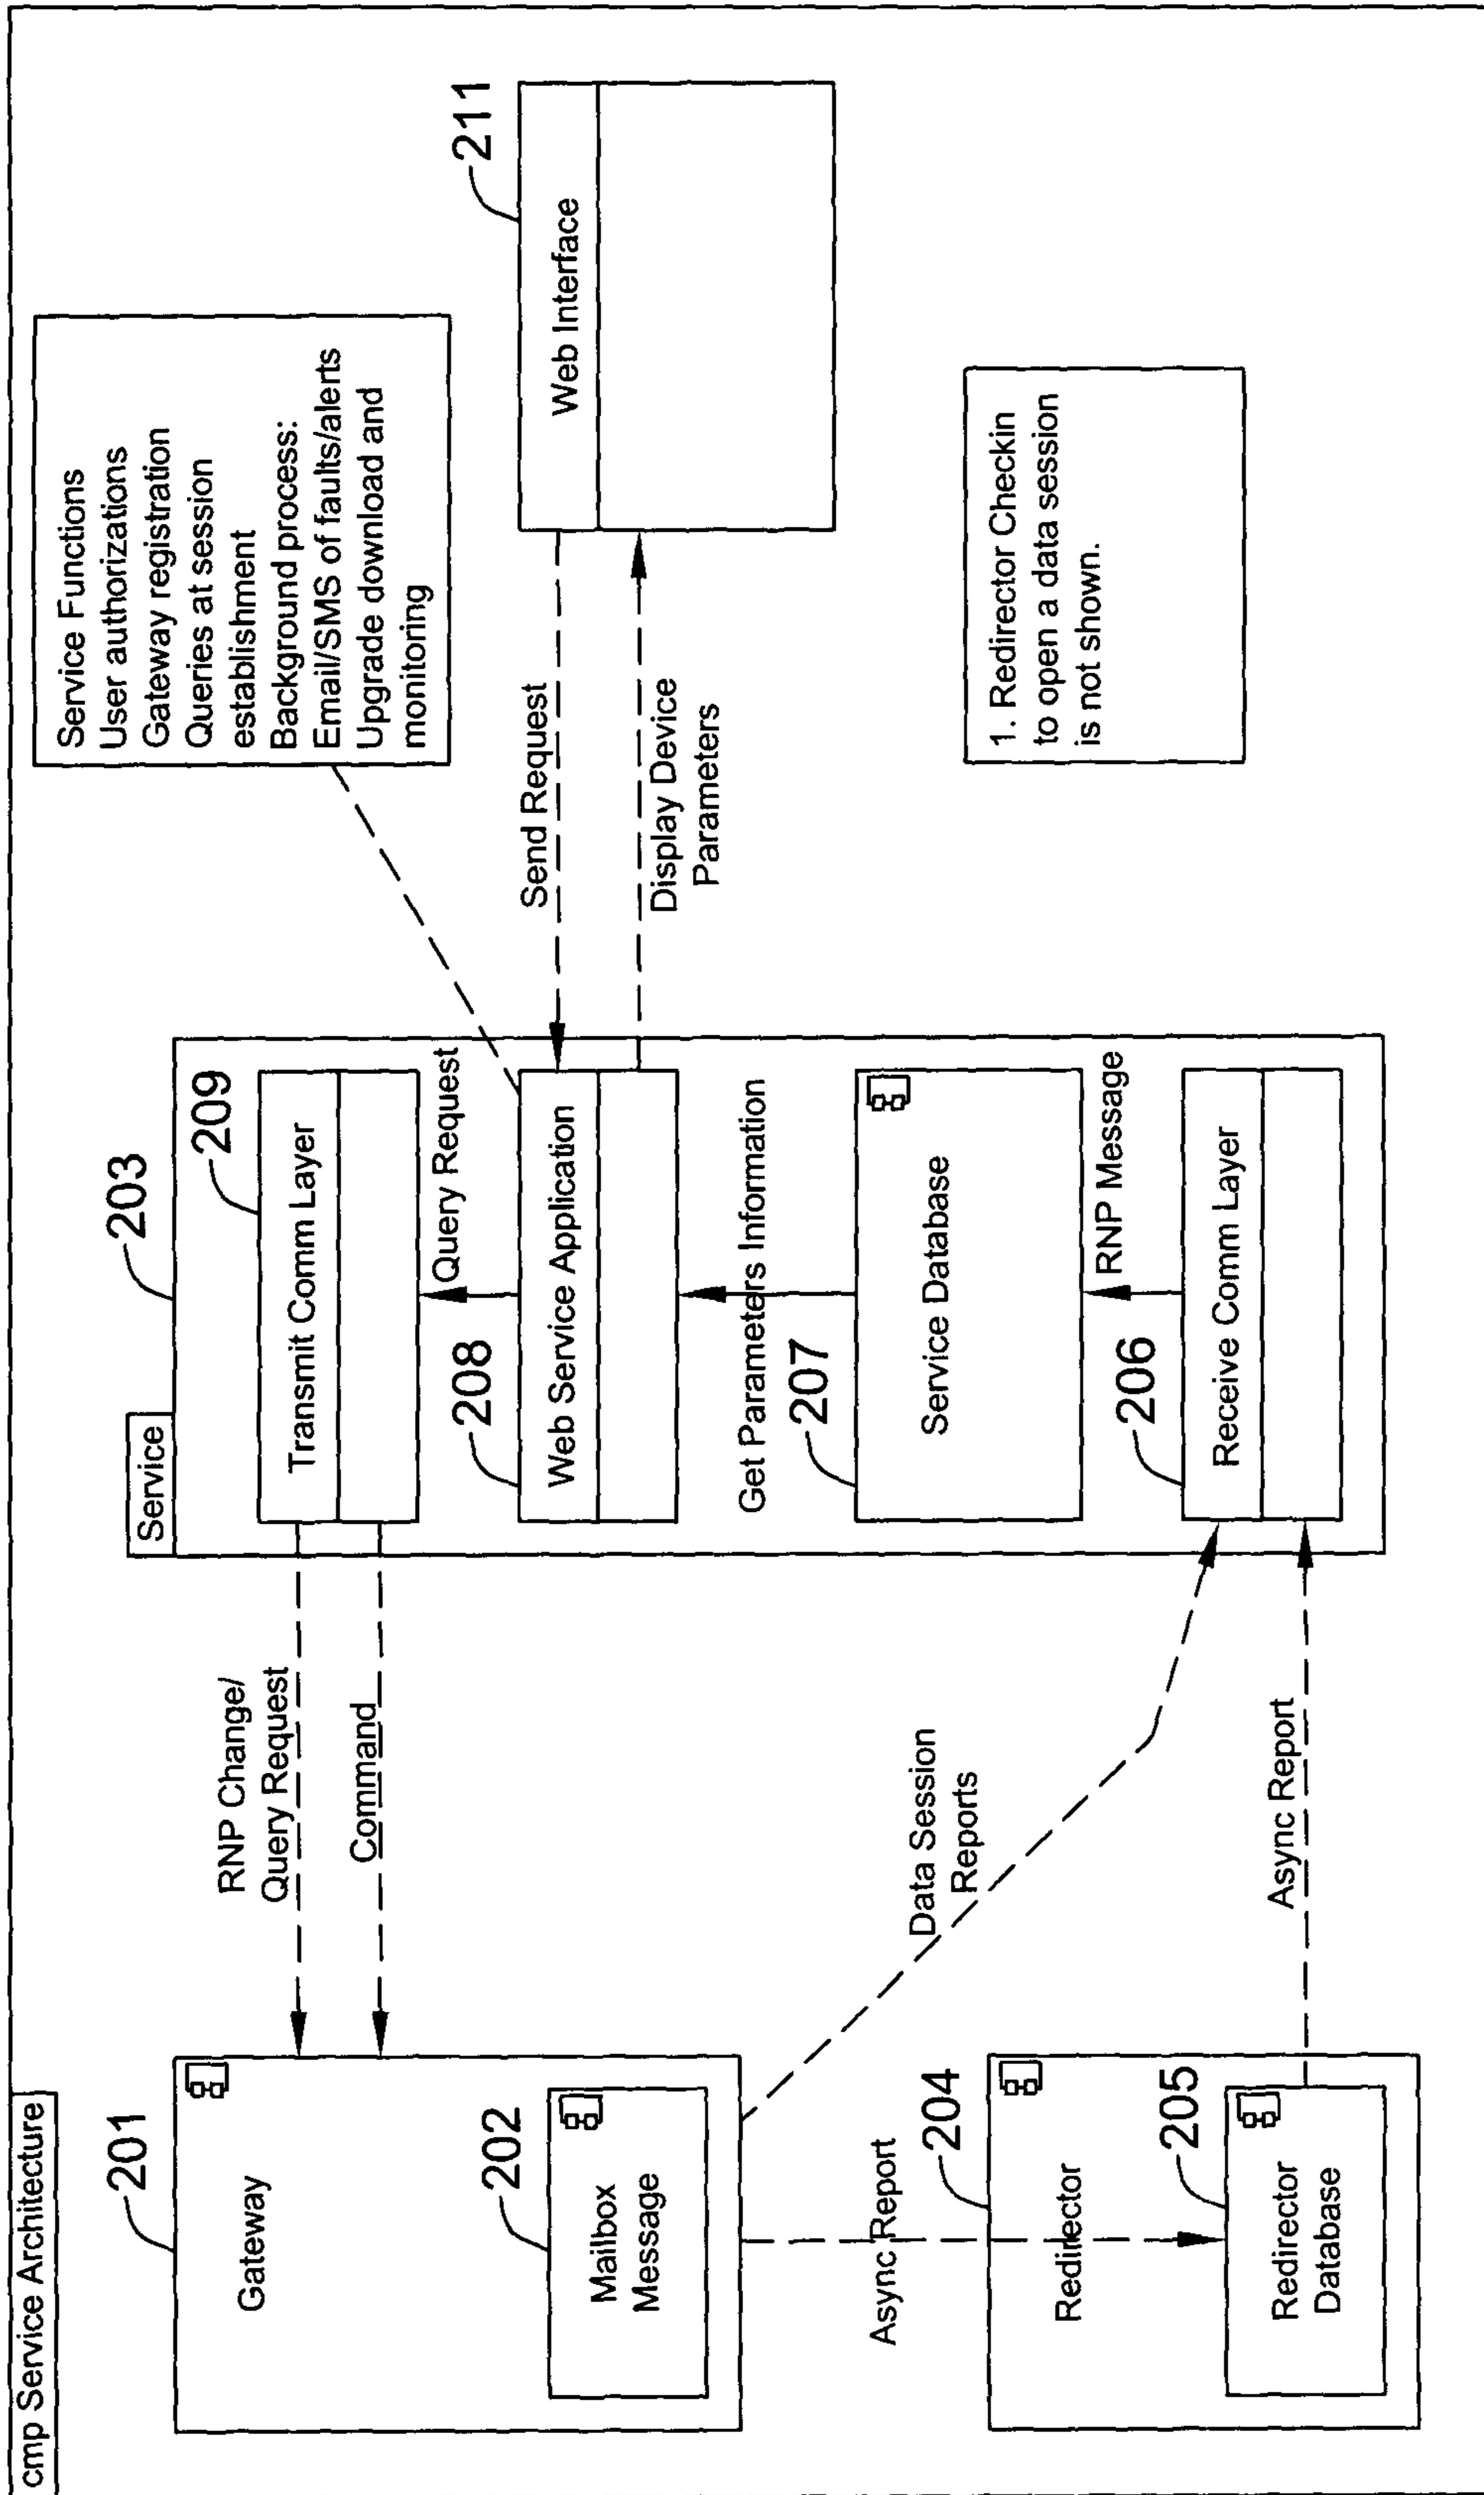 cmp Service Architecture
201
Gateway
202
Mailbox
Message
Async Report
204
Redirector
205
Redirector
Database
RNP Change/
Query Request
Command
Data Session
Reports
Async Report
Service
203
209
Transmit Comm Layer
Query Request
208
Web Service Application
Get Parameters Information
207
Service Database
RNP Message
206
Receive Comm Layer
Service Functions
User authorizations
Gateway registration
Queries at session
establishment
Background process:
Email/SMS of faults/alerts
Upgrade download and
monitoring
Send Request
Display Device
Parameters
211
Web Interface
1. Redirector Checkin
to open a data session
is not shown.